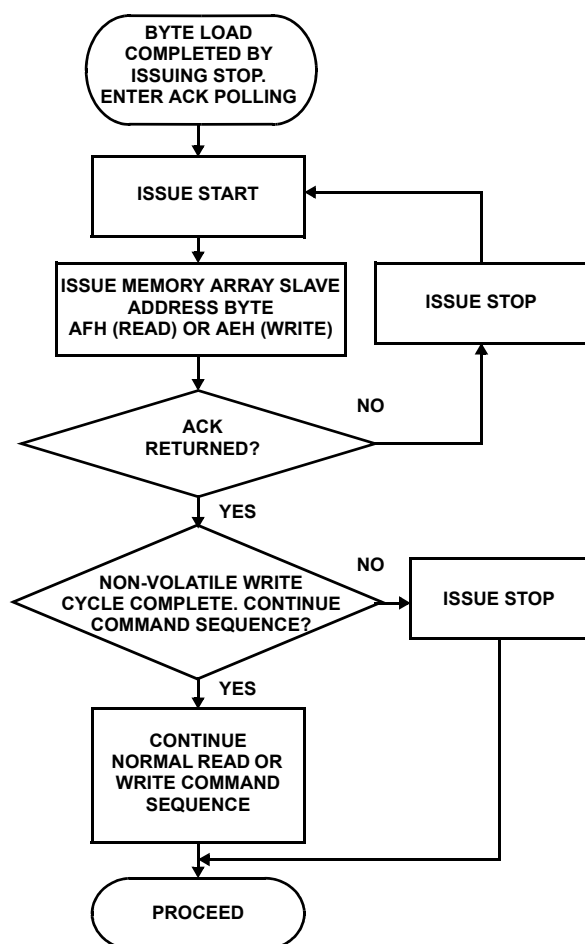 BYTE LOAD
COMPLETED BY
ISSUING STOP.
ENTER ACK POLLING
ISSUE START
ISSUE MEMORY ARRAY SLAVE
ADDRESS BYTE
AFH (READ) OR AEH (WRITE)
ISSUE STOP
ACK
RETURNED?
NO
YES
NON-VOLATILE WRITE
CYCLE COMPLETE. CONTINUE
COMMAND SEQUENCE?
NO
ISSUE STOP
YES
CONTINUE
NORMAL READ OR
WRITE COMMAND
SEQUENCE
PROCEED